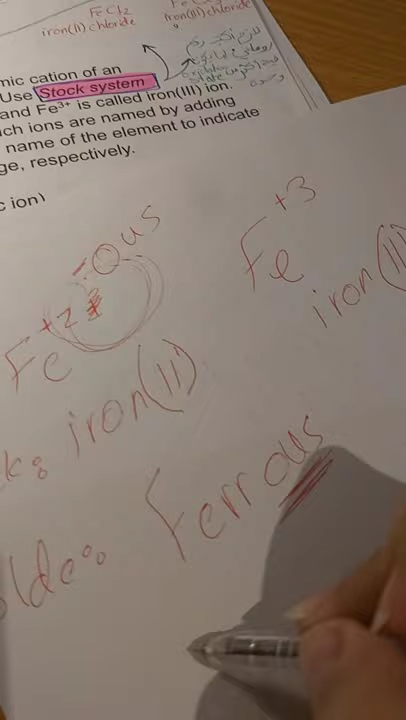 FeCl2
iron(II) chloride
iron(III) chloride
mic cation of an
Use Stock system
and Fe³⁺ is called iron(III) ion.
ch ions are named by adding
name of the element to indicate
ge, respectively.
c ion)
-ous
Fe+2
Fe+3
iron(II
k: iron(II)
olde: Ferrous